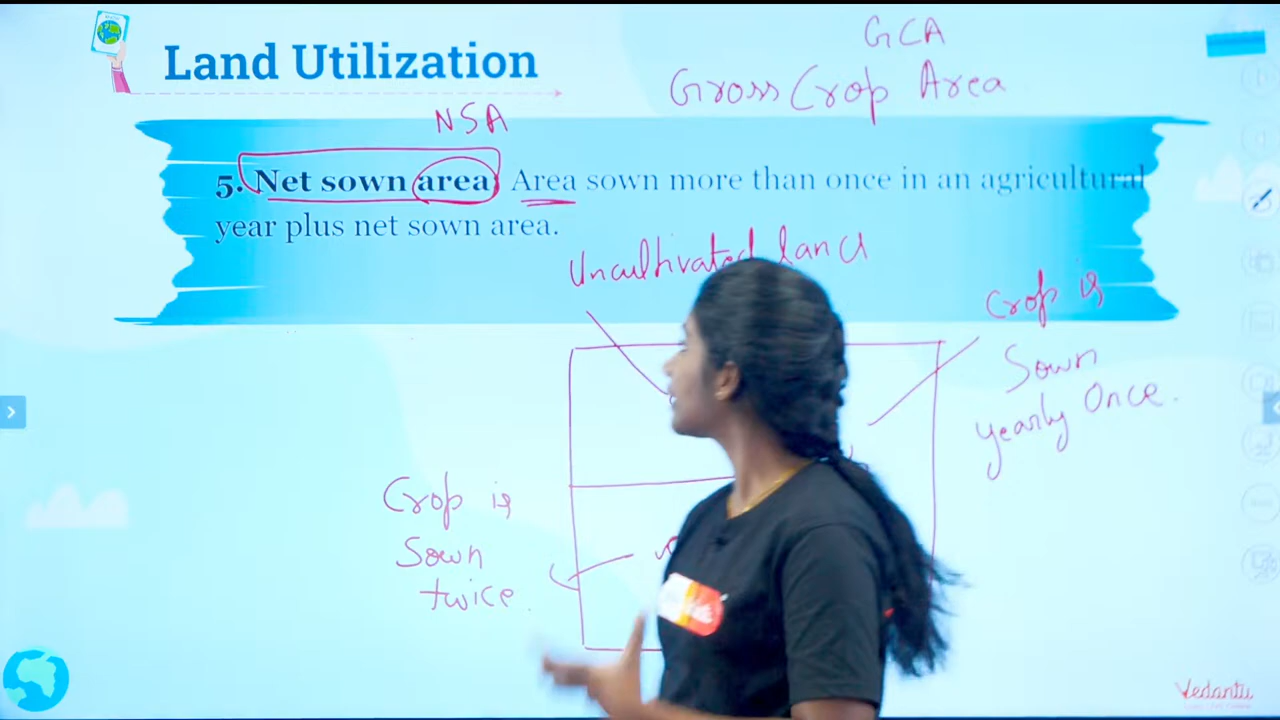 GCA
Land Utilization
Gross Crop Area
NSA
5. Net sown area Area sown more than once in an agricultural
year plus net sown area.
Uncultivated land
Crop is
Sown
yearly Once.
Crop is
Sown
twice.
Vedantu